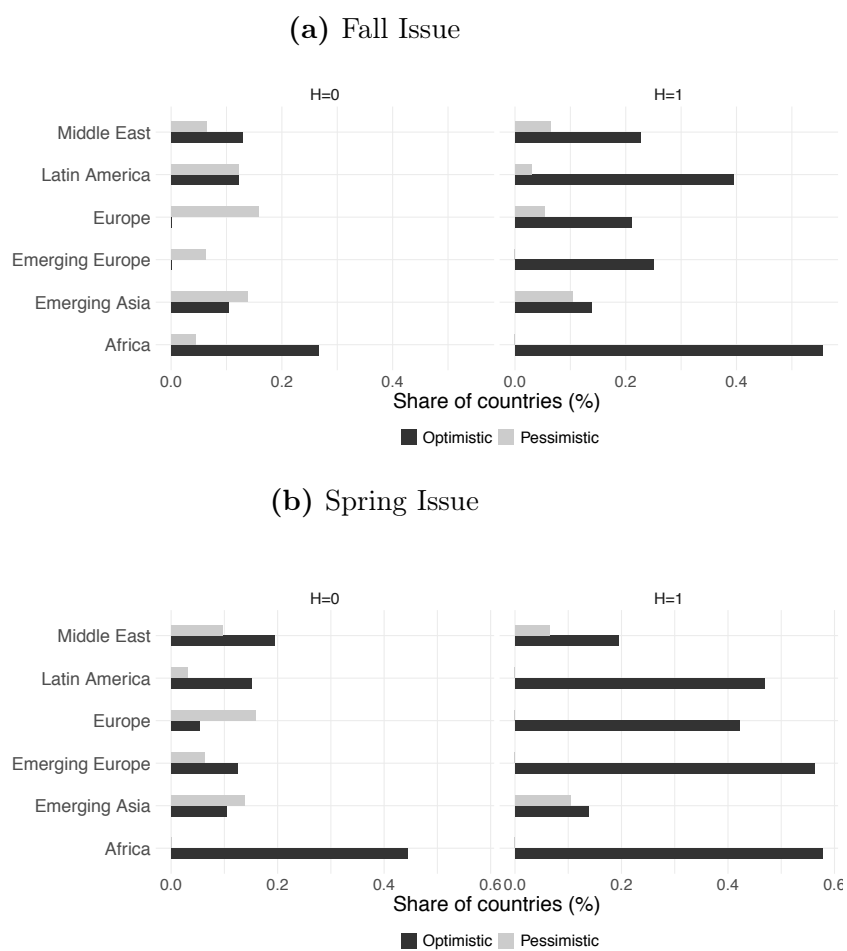 (a) Fall Issue
H=0 H=1
Middle East
Latin America
Europe
Emerging Europe
Emerging Asia
Africa
0.0 0.2 0.4 0.0 0.2 0.4
Share of countries (%)
Optimistic Pessimistic
(b) Spring Issue
H=0 H=1
Middle East
Latin America
Europe
Emerging Europe
Emerging Asia
Africa
0.0 0.2 0.4 0.6 0.0 0.2 0.4 0.6
Share of countries (%)
Optimistic Pessimistic